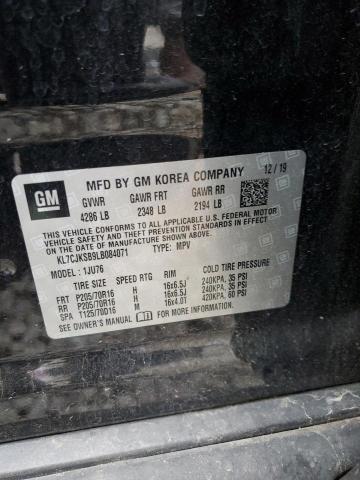 GM
MFD BY GM KOREA COMPANY 12 / 19
GVWR GAWR FRT GAWR RR
4286 LB 2348 LB 2194 LB
THIS VEHICLE CONFORMS TO ALL APPLICABLE U.S. FEDERAL MOTOR
VEHICLE SAFETY, BUMPER, AND THEFT PREVENTION STANDARDS IN
EFFECT ON THE DATE OF MANUFACTURE SHOWN ABOVE.
KL7CJKSB9LB084071 TYPE: MPV
MODEL: 1JU76
TIRE SIZE SPEED RTG RIM COLD TIRE PRESSURE
FRT P205/70R16 H 16x6.5J 240KPA, 35 PSI
RR P205/70R16 H 16x6.5J 240KPA, 35 PSI
SPA T125/70D16 M 16x4.0T 420KPA, 60 PSI
SEE OWNER'S MANUAL FOR MORE INFORMATION.